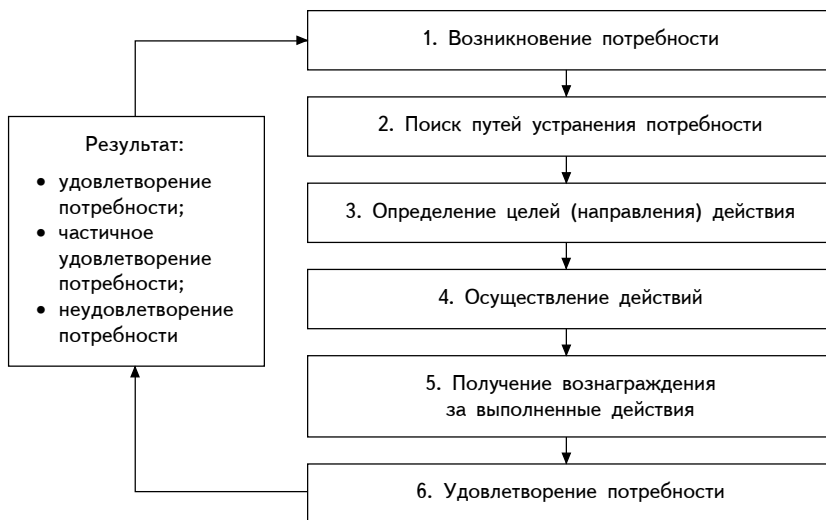 1. Возникновение потребности
2. Поиск путей устранения потребности
3. Определение целей (направления) действия
4. Осуществление действий
5. Получение вознаграждения
за выполненные действия
6. Удовлетворение потребности
Результат:
• удовлетворение
потребности;
• частичное
удовлетворение
потребности;
• неудовлетворение
потребности